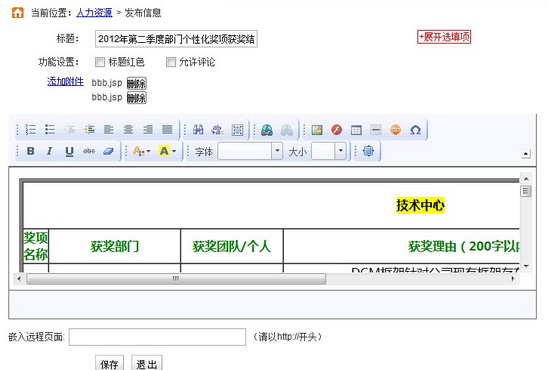 当前位置：人力资源 > 发布信息
标题： 2012年第二季度部门个性化奖项获奖结
+展开选填项
功能设置： 标题红色 允许评论
添加附件 bbb.jsp 删除
bbb.jsp 删除
B I U abc A A 字体 大小
技术中心
奖项名称 获奖部门 获奖团队/个人 获奖理由（200字以内
DCM框架针对公司现有框架存在
嵌入远程页面: （请以http://开头）
保存 退出